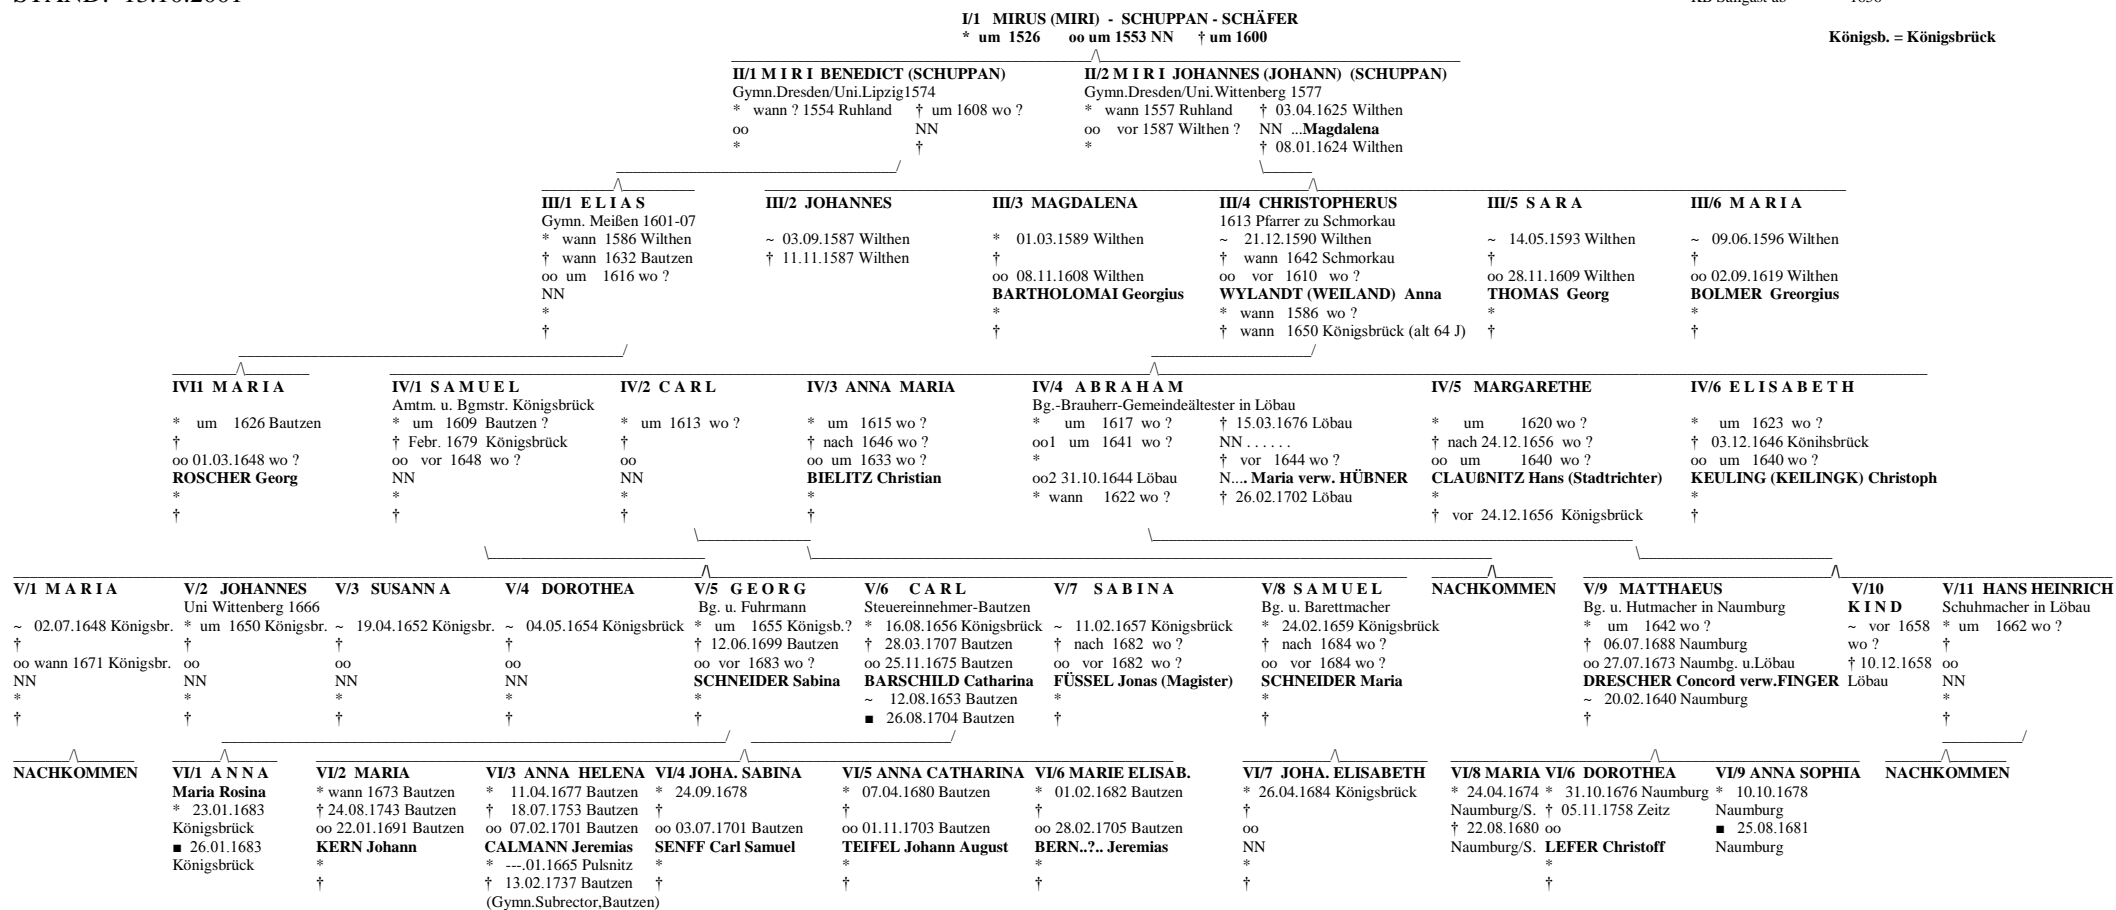 STAND: 15.10.2001
I/1 MIRUS (MIRI) - SCHUPPAN - SCHÄFER
* um 1526 oo um 1553 NN † um 1600
Königsb. = Königsbrück
II/1 M I R I BENEDICT (SCHUPPAN)
Gymn.Dresden/Uni.Lipzig1574
* wann ? 1554 Ruhland † um 1608 wo ?
oo NN
* †
II/2 M I R I JOHANNES (JOHANN) (SCHUPPAN)
Gymn.Dresden/Uni.Wittenberg 1577
* wann 1557 Ruhland † 03.04.1625 Wilthen
oo vor 1587 Wilthen ? NN ...Magdalena
* † 08.01.1624 Wilthen
III/1 E L I A S
Gymn. Meißen 1601-07
* wann 1586 Wilthen
† wann 1632 Bautzen
oo um 1616 wo ?
NN
*
†
III/2 JOHANNES
~ 03.09.1587 Wilthen
† 11.11.1587 Wilthen
III/3 MAGDALENA
* 01.03.1589 Wilthen
†
oo 08.11.1608 Wilthen
BARTHOLOMAI Georgius
*
†
III/4 CHRISTOPHERUS
1613 Pfarrer zu Schmorkau
~ 21.12.1590 Wilthen
† wann 1642 Schmorkau
oo vor 1610 wo ?
WYLANDT (WEILAND) Anna
* wann 1586 wo ?
† wann 1650 Königsbrück (alt 64 J)
III/5 S A R A
~ 14.05.1593 Wilthen
†
oo 28.11.1609 Wilthen
THOMAS Georg
*
†
III/6 M A R I A
~ 09.06.1596 Wilthen
†
oo 02.09.1619 Wilthen
BOLMER Greorgius
*
†
IVI1 M A R I A
* um 1626 Bautzen
†
oo 01.03.1648 wo ?
ROSCHER Georg
*
†
IV/1 S A M U E L
Amtm. u. Bgmstr. Königsbrück
* um 1609 Bautzen ?
† Febr. 1679 Königsbrück
oo vor 1648 wo ?
NN
*
†
IV/2 C A R L
* um 1613 wo ?
†
oo
NN
*
†
IV/3 ANNA MARIA
* um 1615 wo ?
† nach 1646 wo ?
oo um 1633 wo ?
BIELITZ Christian
*
†
IV/4 A B R A H A M
Bg.-Brauherr-Gemeindeältester in Löbau
* um 1617 wo ? † 15.03.1676 Löbau
oo1 um 1641 wo ? NN . . . . . .
* † vor 1644 wo ?
oo2 31.10.1644 Löbau N.... Maria verw. HÜBNER
* wann 1622 wo ? † 26.02.1702 Löbau
IV/5 MARGARETHE
* um 1620 wo ?
† nach 24.12.1656 wo ?
oo um 1640 wo ?
CLAUßNITZ Hans (Stadtrichter)
*
† vor 24.12.1656 Königsbrück
IV/6 E L I S A B E T H
* um 1623 wo ?
† 03.12.1646 Könihsbrück
oo um 1640 wo ?
KEULING (KEILINGK) Christoph
*
†
V/1 M A R I A
~ 02.07.1648 Königsbr.
†
oo wann 1671 Königsbr.
NN
*
†
V/2 JOHANNES
Uni Wittenberg 1666
* um 1650 Königsbr.
†
oo
NN
*
†
V/3 SUSANN A
~ 19.04.1652 Königsbr.
†
oo
NN
*
†
V/4 DOROTHEA
~ 04.05.1654 Königsbrück
†
oo
NN
*
†
V/5 G E O R G
Bg. u. Fuhrmann
* um 1655 Königsb.?
† 12.06.1699 Bautzen
oo vor 1683 wo ?
SCHNEIDER Sabina
*
†
V/6 C A R L
Steuereinnehmer-Bautzen
* 16.08.1656 Königsbrück
† 28.03.1707 Bautzen
oo 25.11.1675 Bautzen
BARSCHILD Catharina
~ 12.08.1653 Bautzen
■ 26.08.1704 Bautzen
V/7 S A B I N A
~ 11.02.1657 Königsbrück
† nach 1682 wo ?
oo vor 1682 wo ?
FÜSSEL Jonas (Magister)
*
†
V/8 S A M U E L
Bg. u. Barettmacher
* 24.02.1659 Königsbrück
† nach 1684 wo ?
oo vor 1684 wo ?
SCHNEIDER Maria
*
†
NACHKOMMEN
V/9 MATTHAEUS
Bg. u. Hutmacher in Naumburg
* um 1642 wo ?
† 06.07.1688 Naumburg
oo 27.07.1673 Naumbg. u.Löbau
DRESCHER Concord verw.FINGER
~ 20.02.1640 Naumburg
†
V/10
K I N D
~ vor 1658
wo ?
† 10.12.1658
Löbau
V/11 HANS HEINRICH
Schuhmacher in Löbau
* um 1662 wo ?
†
oo
NN
*
†
NACHKOMMEN
VI/1 A N N A
Maria Rosina
* 23.01.1683
Königsbrück
■ 26.01.1683
Königsbrück
VI/2 MARIA
* wann 1673 Bautzen
† 24.08.1743 Bautzen
oo 22.01.1691 Bautzen
KERN Johann
*
†
VI/3 ANNA HELENA
* 11.04.1677 Bautzen
† 18.07.1753 Bautzen
oo 07.02.1701 Bautzen
CALMANN Jeremias
* ---.01.1665 Pulsnitz
† 13.02.1737 Bautzen
(Gymn.Subrector,Bautzen)
VI/4 JOHA. SABINA
* 24.09.1678
†
oo 03.07.1701 Bautzen
SENFF Carl Samuel
*
†
VI/5 ANNA CATHARINA
* 07.04.1680 Bautzen
†
oo 01.11.1703 Bautzen
TEIFEL Johann August
*
†
VI/6 MARIE ELISAB.
* 01.02.1682 Bautzen
†
oo 28.02.1705 Bautzen
BERN..?.. Jeremias
*
†
VI/7 JOHA. ELISABETH
* 26.04.1684 Königsbrück
†
oo
NN
*
†
VI/8 MARIA
* 24.04.1674
Naumburg/S.
† 22.08.1680
Naumburg/S.
VI/6 DOROTHEA
* 31.10.1676 Naumburg
† 05.11.1758 Zeitz
oo
LEFER Christoff
*
†
VI/9 ANNA SOPHIA
* 10.10.1678
Naumburg
■ 25.08.1681
Naumburg
NACHKOMMEN